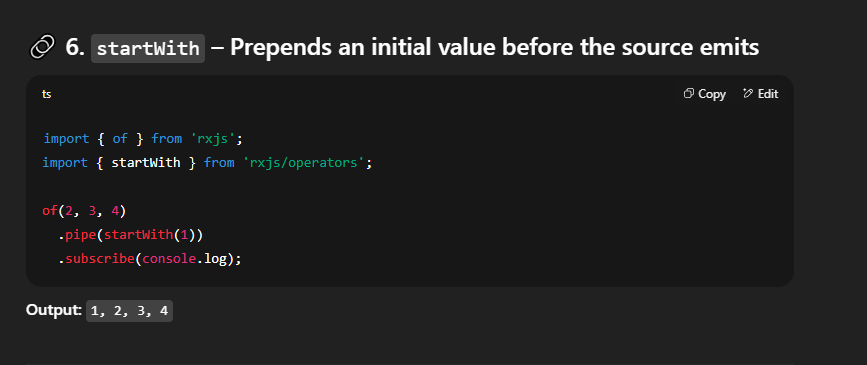 6. startWith – Prepends an initial value before the source emits
ts
Copy Edit
import { of } from 'rxjs';
import { startWith } from 'rxjs/operators';
of(2, 3, 4)
  .pipe(startWith(1))
  .subscribe(console.log);
Output: 1, 2, 3, 4